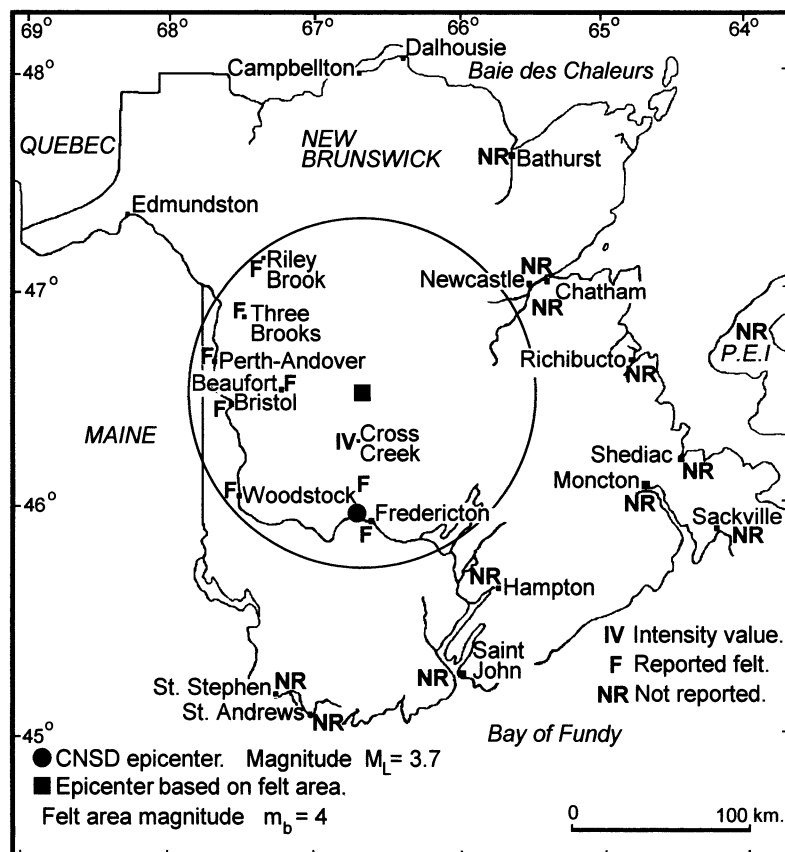 69° 68° 67° 66° 65° 64°
Dalhousie
48°
Campbellton
Baie des Chaleurs
QUEBEC
NEW
BRUNSWICK
NR Bathurst
Edmundston
F Riley
Brook
NR
47°
Newcastle
Chatham
NR
F Three
Brooks
NR
P.E.I
F Perth-Andover
Richibucto
NR
Beaufort F
F Bristol
MAINE
IV Cross
Creek
Shediac
NR
F
Moncton
NR
F Woodstock
46°
Fredericton
F
Sackville
NR
NR
Hampton
IV Intensity value.
F Reported felt.
NR Not reported.
Saint
John
NR
St. Stephen NR
St. Andrews NR
45°
Bay of Fundy
CNSD epicenter. Magnitude ML= 3.7
Epicenter based on felt area.
Felt area magnitude mb = 4
0 100 km.